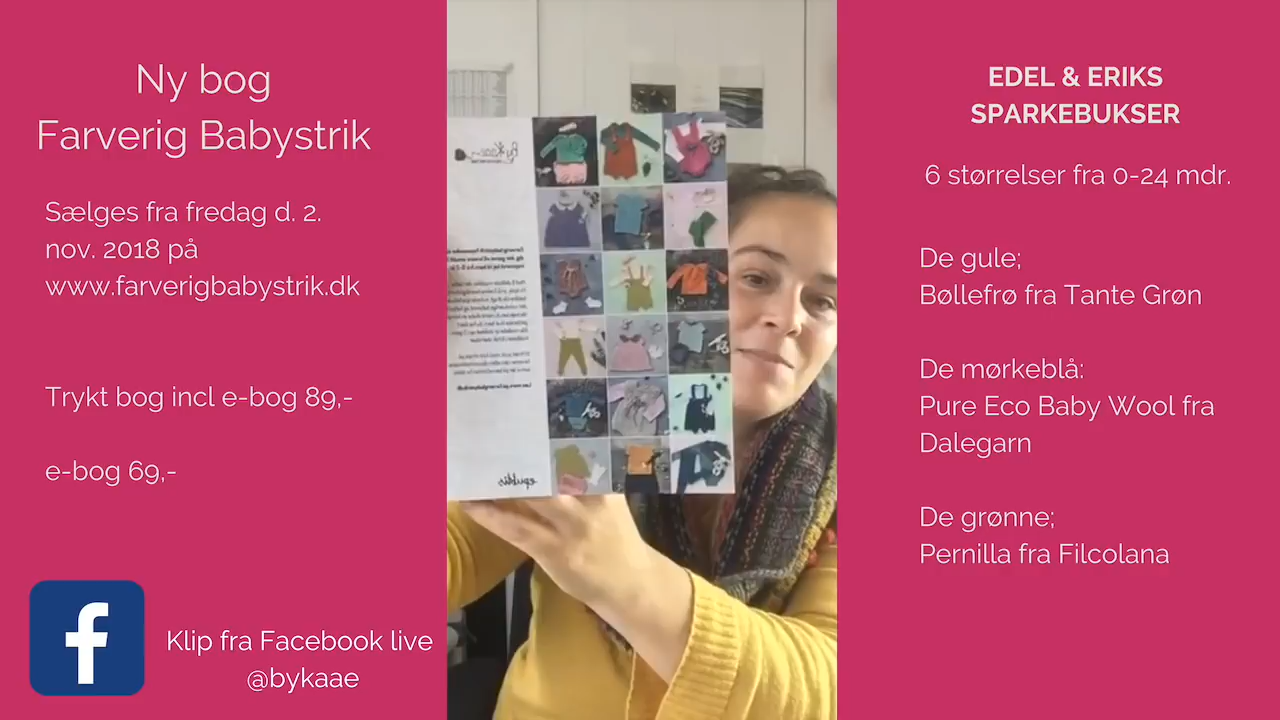 Ny bog
Farverig Babystrik
Sælges fra fredag d. 2.
nov. 2018 på
www.farverigbabystrik.dk
Trykt bog incl e-bog 89,-
e-bog 69,-
Klip fra Facebook live
@bykaae
ByKaae
epublis
EDEL & ERIKS
SPARKEBUKSER
6 størrelser fra 0-24 mdr.
De gule;
Bøllefrø fra Tante Grøn
De mørkeblå:
Pure Eco Baby Wool fra
Dalegarn
De grønne;
Pernilla fra Filcolana